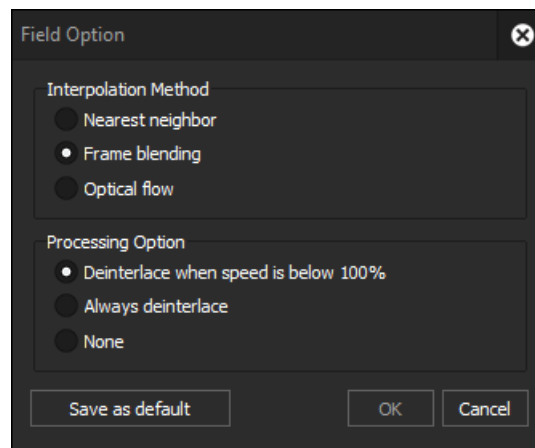 Field Option
Interpolation Method
Nearest neighbor
Frame blending
Optical flow
Processing Option
Deinterlace when speed is below 100%
Always deinterlace
None
Save as default OK Cancel